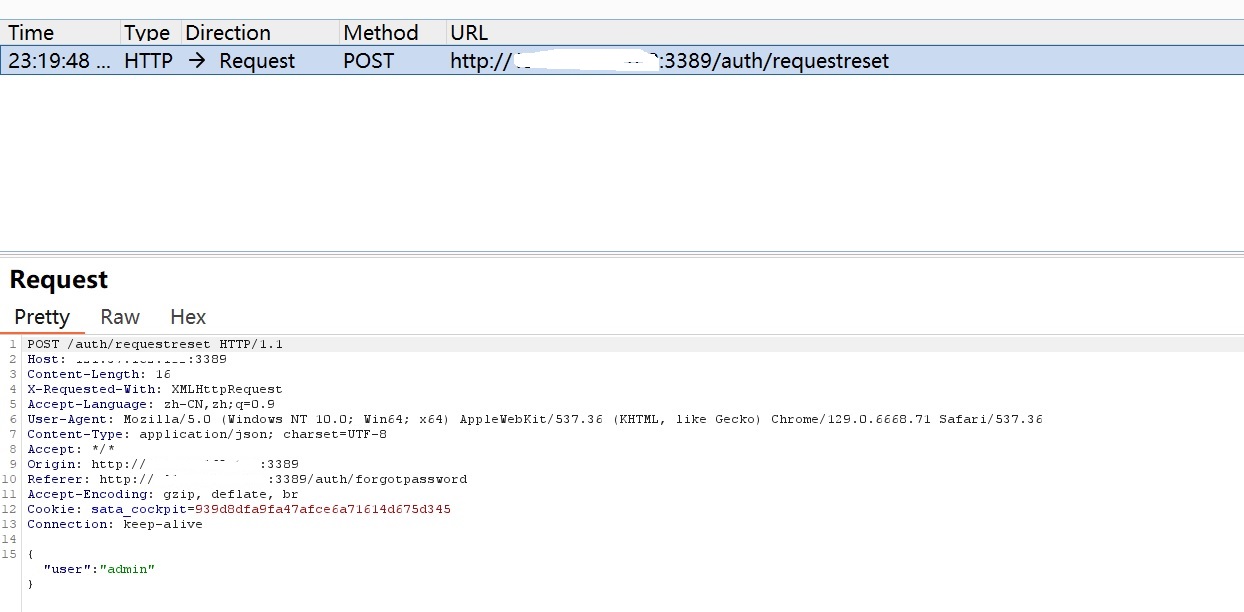 Time Type Direction Method URL
23:19:48 ... HTTP → Request POST http:// :3389/auth/requestreset
Request
Pretty Raw Hex
1 POST /auth/requestreset HTTP/1.1
2 Host: :3389
3 Content-Length: 16
4 X-Requested-With: XMLHttpRequest
5 Accept-Language: zh-CN,zh;q=0.9
6 User-Agent: Mozilla/5.0 (Windows NT 10.0; Win64; x64) AppleWebKit/537.36 (KHTML, like Gecko) Chrome/129.0.6668.71 Safari/537.36
7 Content-Type: application/json; charset=UTF-8
8 Accept: */*
9 Origin: http:// :3389
10 Referer: http:// :3389/auth/forgotpassword
11 Accept-Encoding: gzip, deflate, br
12 Cookie: sata_cockpit=939d8dfa9fa47afce6a71614d675d345
13 Connection: keep-alive
14
15 {
"user":"admin"
}